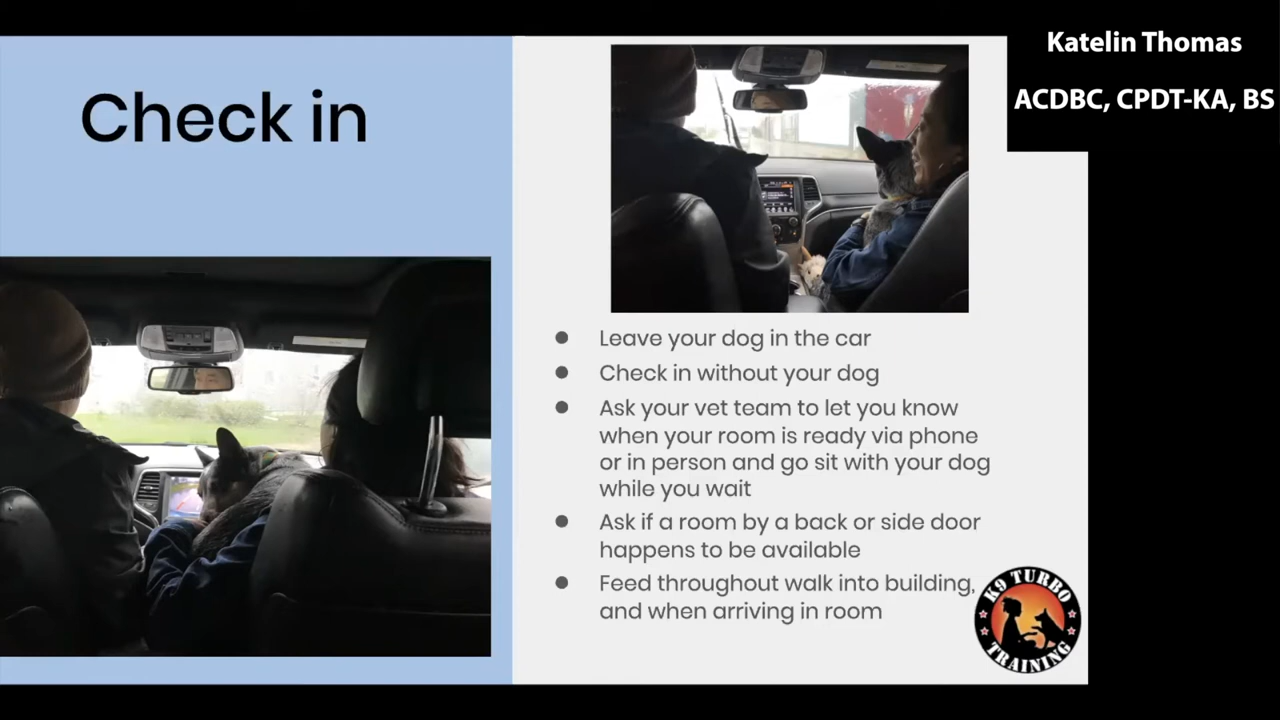 Katelin Thomas
ACDBC, CPDT-KA, BS
Check in
● Leave your dog in the car
● Check in without your dog
● Ask your vet team to let you know
when your room is ready via phone
or in person and go sit with your dog
while you wait
● Ask if a room by a back or side door
happens to be available
● Feed throughout walk into building,
and when arriving in room
K9 TURBO
TRAINING